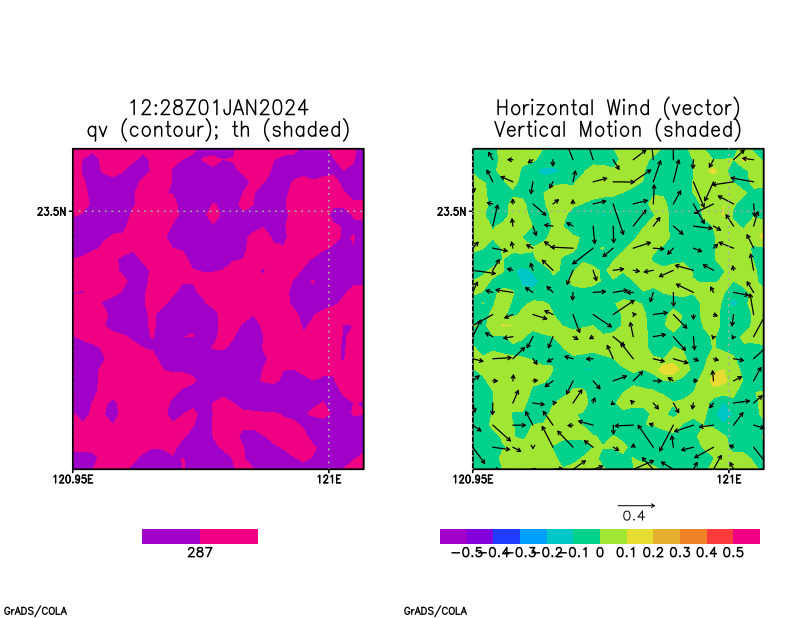 12:28Z01JAN2024
qv (contour); th (shaded)
23.5N
120.95E
121E
287
Horizontal Wind (vector)
Vertical Motion (shaded)
23.5N
120.95E
121E
0.4
-0.5 -0.4 -0.3 -0.2 -0.1 0 0.1 0.2 0.3 0.4 0.5
GrADS/COLA
GrADS/COLA